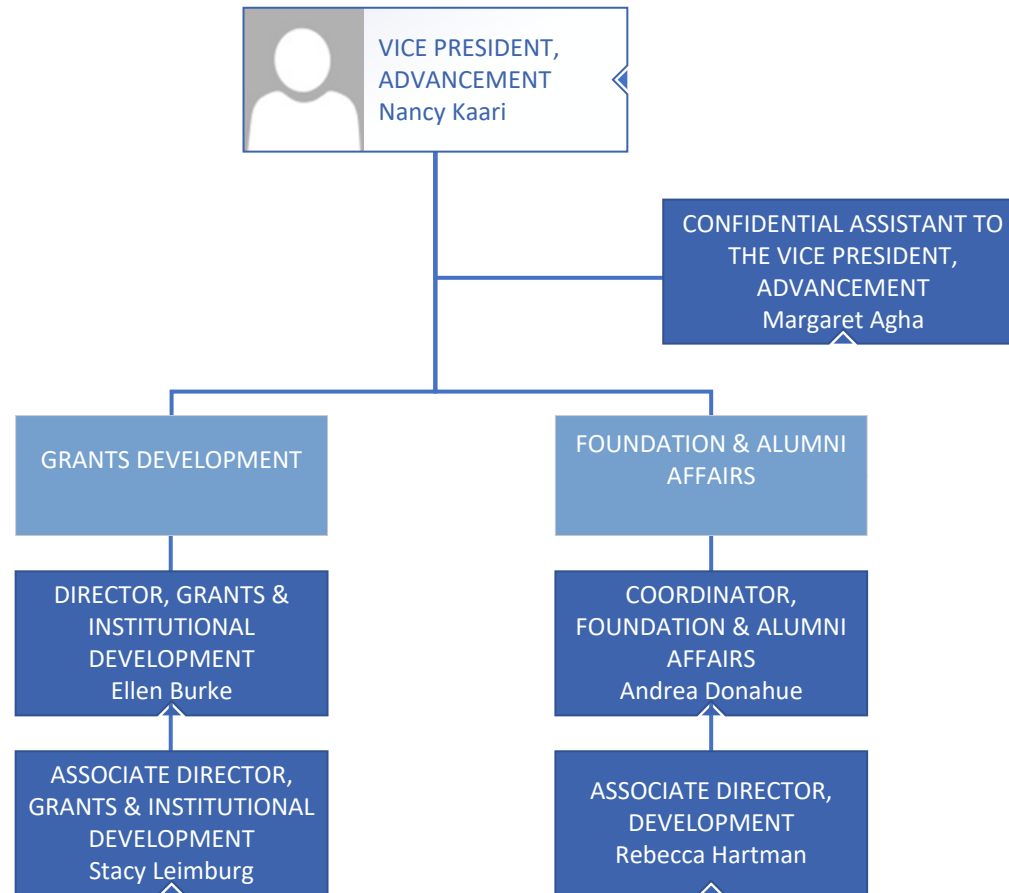 VICE PRESIDENT,
ADVANCEMENT
Nancy Kaari
CONFIDENTIAL ASSISTANT TO
THE VICE PRESIDENT,
ADVANCEMENT
Margaret Agha
GRANTS DEVELOPMENT
FOUNDATION & ALUMNI
AFFAIRS
DIRECTOR, GRANTS &
INSTITUTIONAL
DEVELOPMENT
Ellen Burke
COORDINATOR,
FOUNDATION & ALUMNI
AFFAIRS
Andrea Donahue
ASSOCIATE DIRECTOR,
GRANTS & INSTITUTIONAL
DEVELOPMENT
Stacy Leimburg
ASSOCIATE DIRECTOR,
DEVELOPMENT
Rebecca Hartman